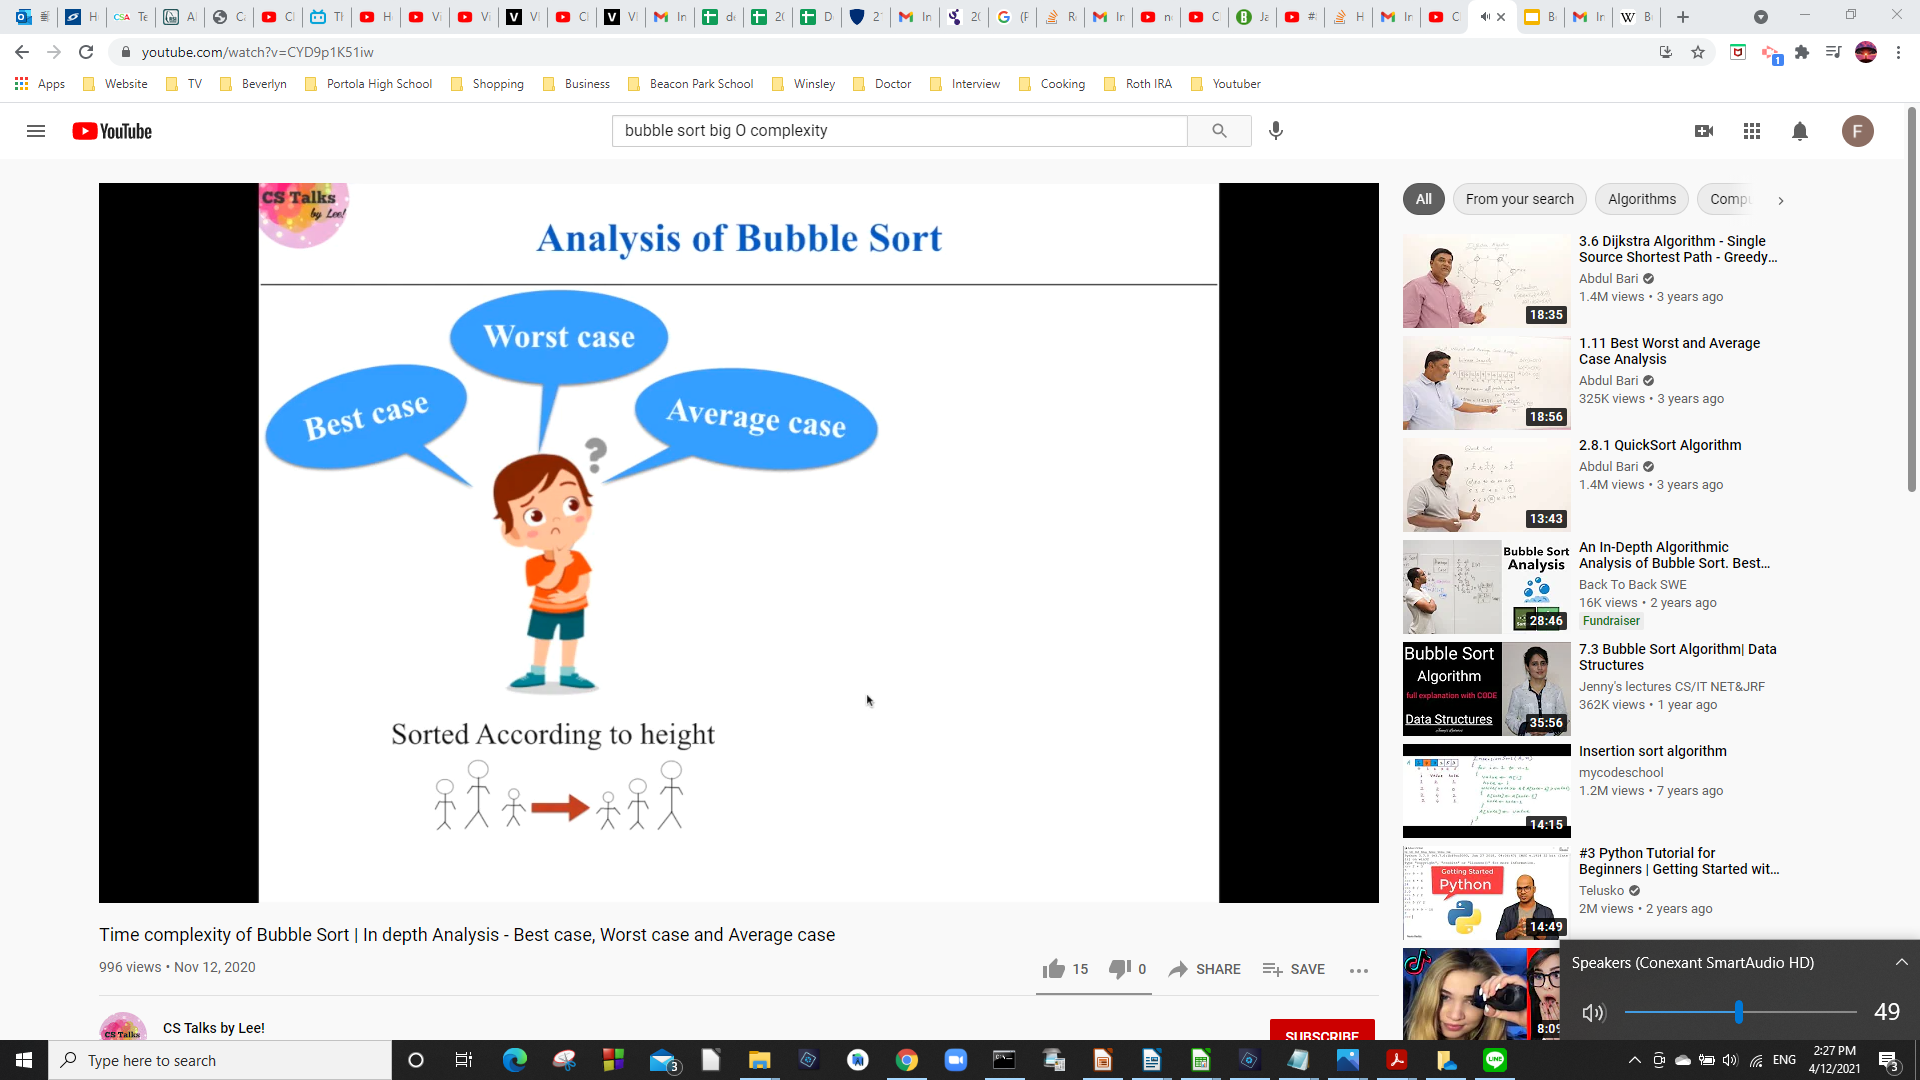 youtube.com/watch?v=CYD9p1K51iw
1
Apps Website TV Beverlyn Portola High School Shopping Business Beacon Park School Winsley Doctor Interview Cooking Roth IRA Youtuber
YouTube
bubble sort big O complexity
F
CS Talks
by Lee!
Analysis of Bubble Sort
Worst case
Best case
Average case
?
Sorted According to height
Time complexity of Bubble Sort | In depth Analysis - Best case, Worst case and Average case
996 views • Nov 12, 2020
15 0 SHARE SAVE
CS Talks
CS Talks by Lee!
SUBSCRIBE
All From your search Algorithms
18:35
3.6 Dijkstra Algorithm - Single
Source Shortest Path - Greedy...
Abdul Bari
1.4M views • 3 years ago
18:56
1.11 Best Worst and Average
Case Analysis
Abdul Bari
325K views • 3 years ago
13:43
2.8.1 QuickSort Algorithm
Abdul Bari
1.4M views • 3 years ago
Bubble Sort
Analysis
28:46
An In-Depth Algorithmic
Analysis of Bubble Sort. Best...
Back To Back SWE
16K views • 2 years ago
Fundraiser
Bubble Sort
Algorithm
full explanation with CODE
Data Structures
35:56
7.3 Bubble Sort Algorithm| Data
Structures
Jenny's lectures CS/IT NET&JRF
362K views • 1 year ago
14:15
Insertion sort algorithm
mycodeschool
1.2M views • 7 years ago
Getting Started
Python
14:49
#3 Python Tutorial for
Beginners | Getting Started wit...
Telusko
2M views • 2 years ago
8:09
Speakers (Conexant SmartAudio HD)
49
Type here to search
3
LINE
ENG
2:27 PM
4/12/2021
3